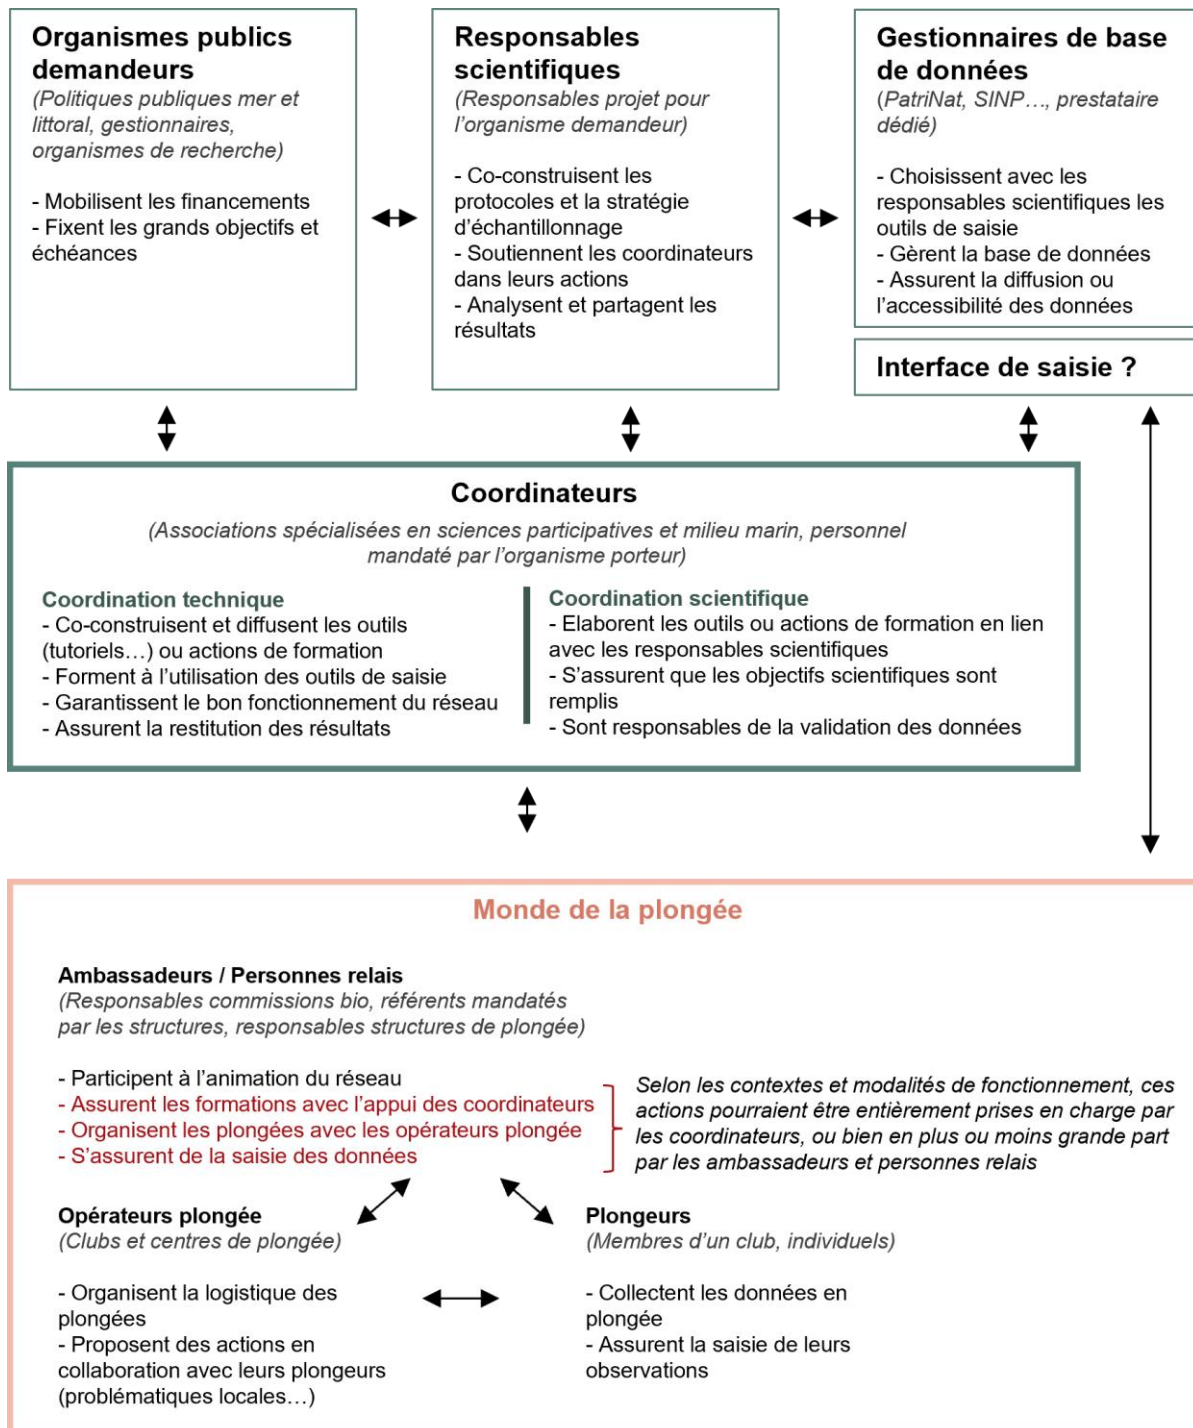 Organismes publics
demandeurs
(Politiques publiques mer et
littoral, gestionnaires,
organismes de recherche)
- Mobilisent les financements
- Fixent les grands objectifs et
échéances
Responsables
scientifiques
(Responsables projet pour
l’organisme demandeur)
- Co-construisent les
protocoles et la stratégie
d’échantillonnage
- Soutiennent les coordinateurs
dans leurs actions
- Analysent et partagent les
résultats
Gestionnaires de base
de données
(PatriNat, SINP…, prestataire
dédié)
- Choisissent avec les
responsables scientifiques les
outils de saisie
- Gèrent la base de données
- Assurent la diffusion ou
l’accessibilité des données
Interface de saisie ?
Coordinateurs
(Associations spécialisées en sciences participatives et milieu marin, personnel
mandaté par l’organisme porteur)
Coordination technique
- Co-construisent et diffusent les outils
(tutoriels…) ou actions de formation
- Forment à l’utilisation des outils de saisie
- Garantissent le bon fonctionnement du réseau
- Assurent la restitution des résultats
Coordination scientifique
- Elaborent les outils ou actions de formation en lien
avec les responsables scientifiques
- S’assurent que les objectifs scientifiques sont
remplis
- Sont responsables de la validation des données
Monde de la plongée
Ambassadeurs / Personnes relais
(Responsables commissions bio, référents mandatés
par les structures, responsables structures de plongée)
- Participent à l’animation du réseau
- Assurent les formations avec l’appui des coordinateurs
- Organisent les plongées avec les opérateurs plongée
- S’assurent de la saisie des données
Selon les contextes et modalités de fonctionnement, ces
actions pourraient être entièrement prises en charge par
les coordinateurs, ou bien en plus ou moins grande part
par les ambassadeurs et personnes relais
Opérateurs plongée
(Clubs et centres de plongée)
- Organisent la logistique des
plongées
- Proposent des actions en
collaboration avec leurs plongeurs
(problématiques locales…)
Plongeurs
(Membres d’un club, individuels)
- Collectent les données en
plongée
- Assurent la saisie de leurs
observations